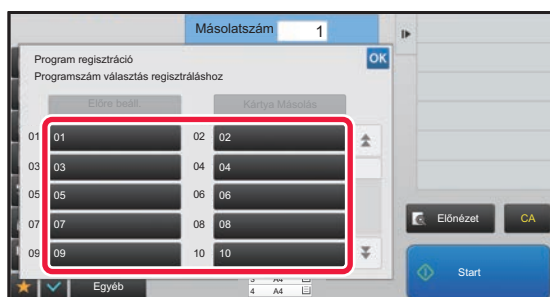 Másolatszám 1
Program regisztráció
OK
Programszám választás regisztráláshoz
Előre beáll. Kártya Másolás
01 01 02 02
03 03 04 04
05 05 06 06
07 07 08 08
09 09 10 10
Előnézet CA
Egyéb
3 A4
4 A4
Start